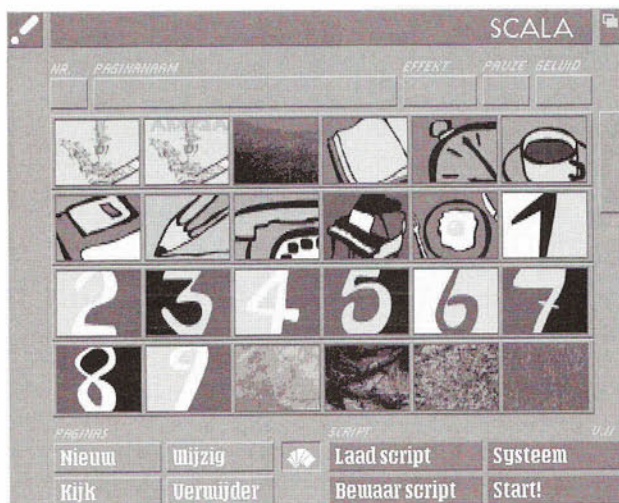 SCALA
NR. PAGINANAAM EFFEKT PAUZE GELUID
1
2 3 4 5 6 7
8 9
PAGINAS SCRIPT
Nieuw Wijzig Laad script Systeem
Kijk Verwijder Bewaar script Start!